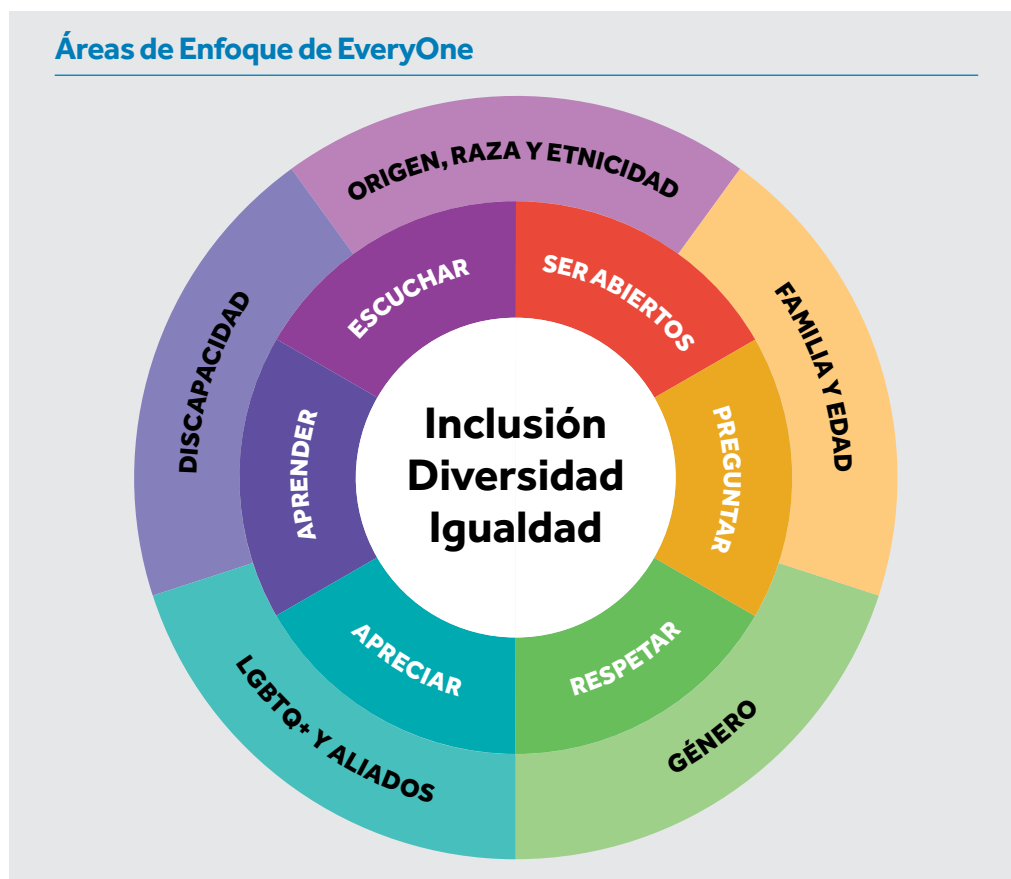 Áreas de Enfoque de EveryOne
ORIGEN, RAZA Y ETNICIDAD
FAMILIA Y EDAD
GÉNERO
LGBTQ+ Y ALIADOS
DISCAPACIDAD
ESCUCHAR
SER ABIERTOS
PREGUNTAR
RESPETAR
APRECIAR
APRENDER
Inclusión
Diversidad
Igualdad